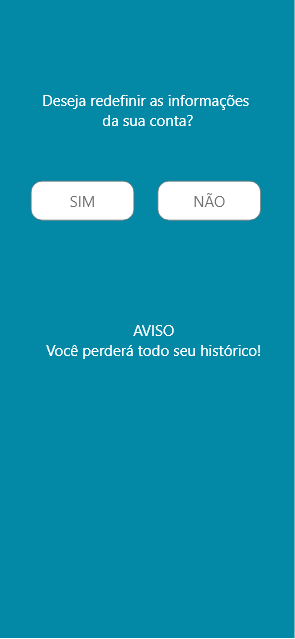 Deseja redefinir as informações
da sua conta?
SIM
NÃO
AVISO
Você perderá todo seu histórico!